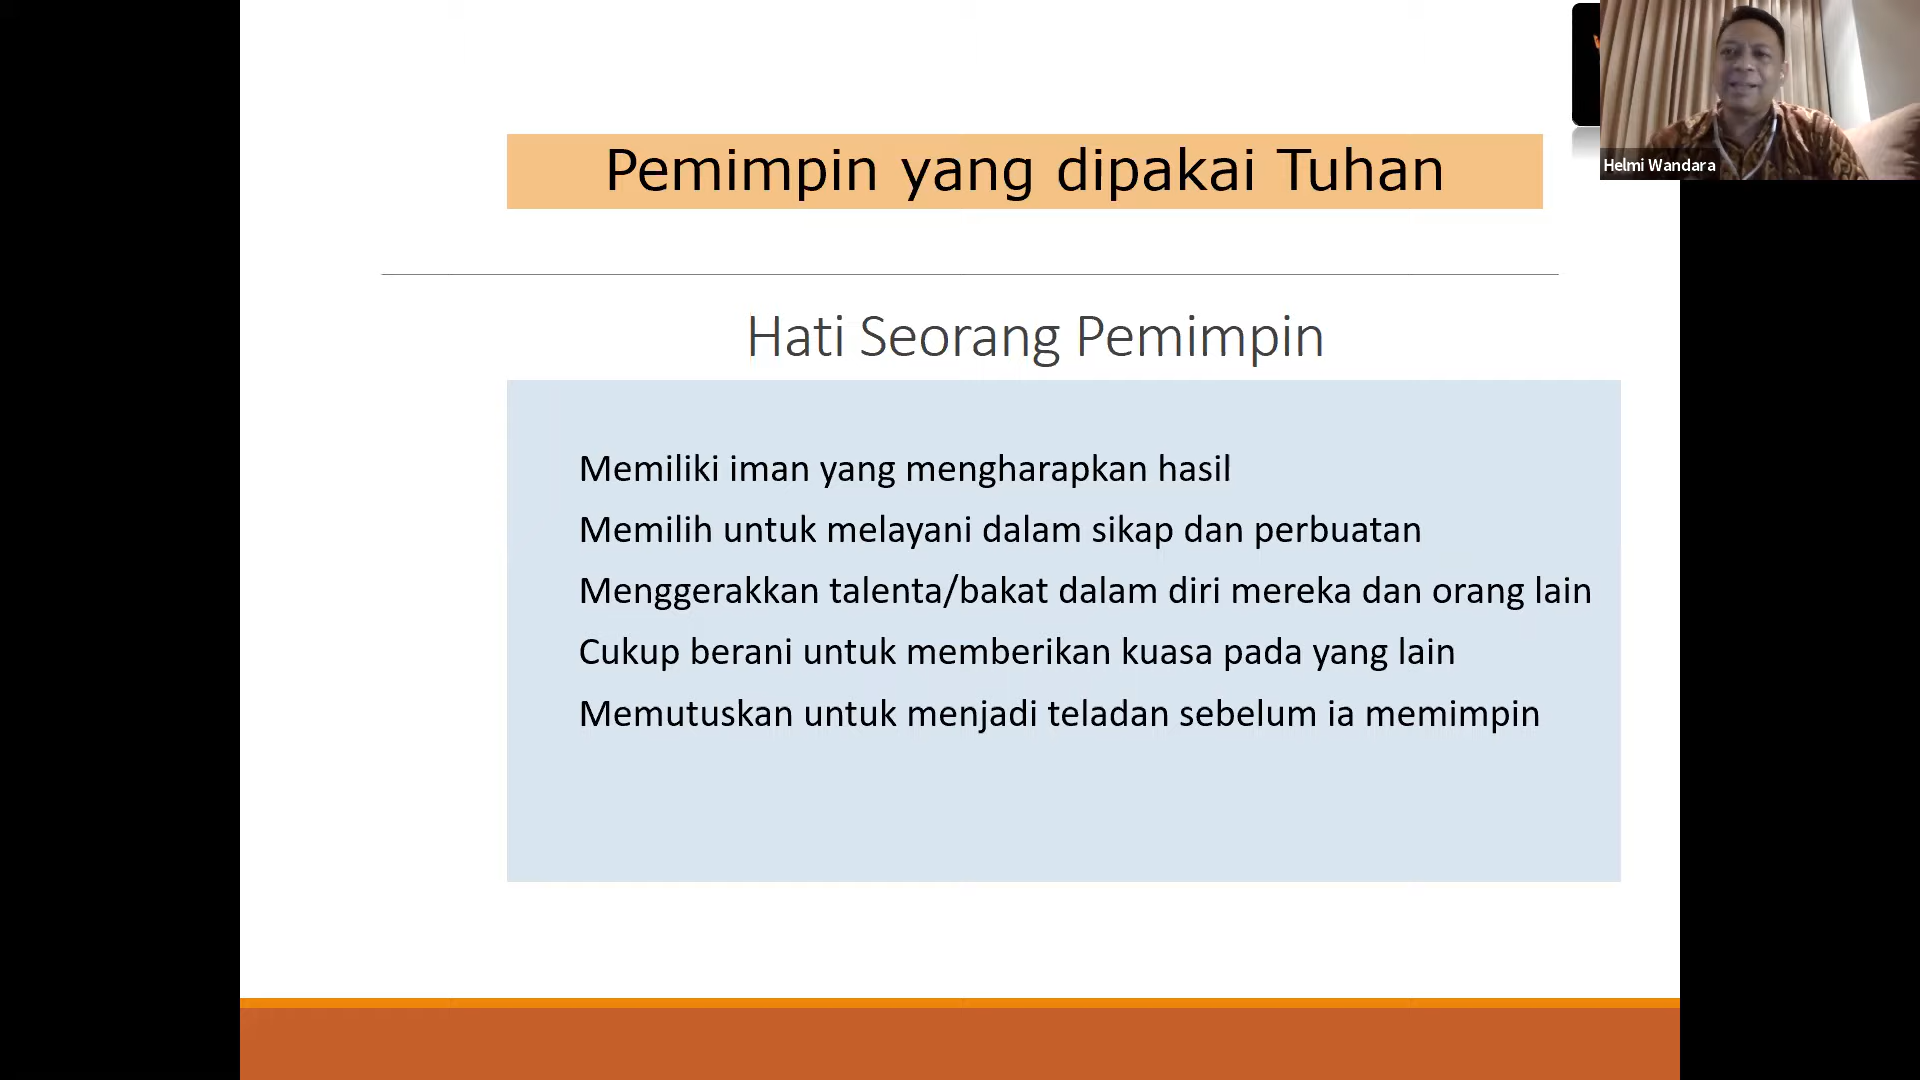 Pemimpin yang dipakai Tuhan
Helmi Wandara
Hati Seorang Pemimpin
Memiliki iman yang mengharapkan hasil
Memilih untuk melayani dalam sikap dan perbuatan
Menggerakkan talenta/bakat dalam diri mereka dan orang lain
Cukup berani untuk memberikan kuasa pada yang lain
Memutuskan untuk menjadi teladan sebelum ia memimpin